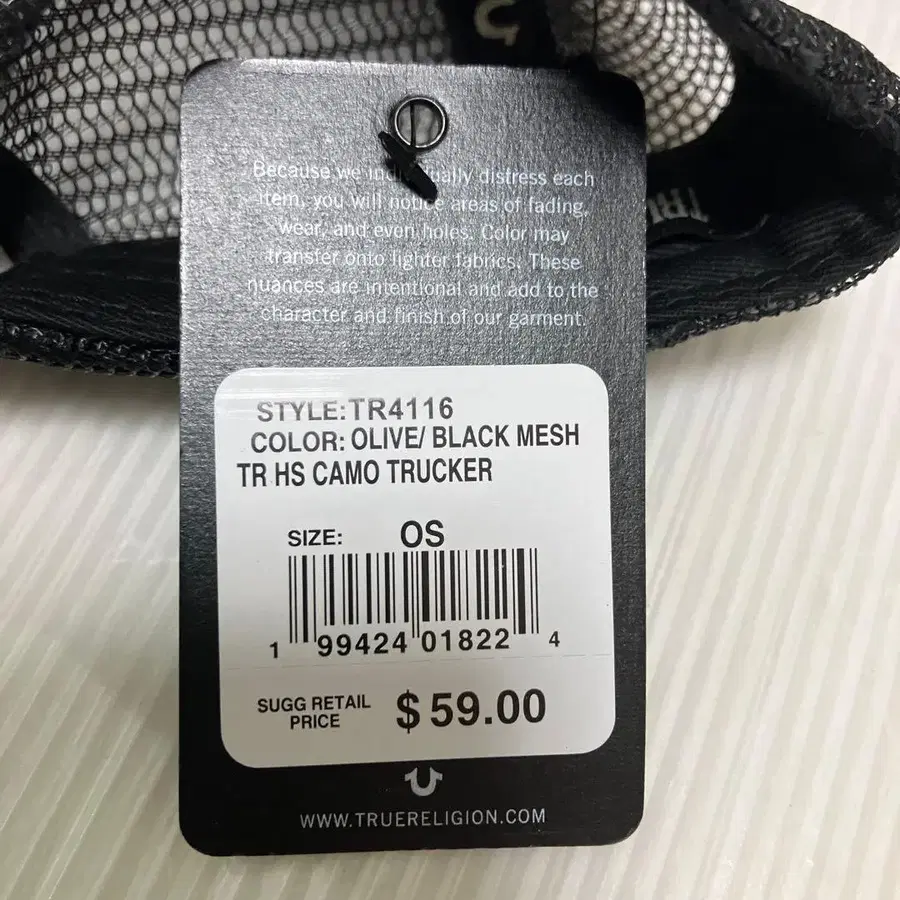 Because we individually distress each
item, you will notice areas of fading,
wear, and even holes. Color may
transfer onto lighter fabrics. These
nuances are intentional and add to the
character and finish of our garment.
STYLE:TR4116
COLOR: OLIVE/ BLACK MESH
TR HS CAMO TRUCKER
SIZE: OS
1 99424 01822 4
SUGG RETAIL
PRICE $59.00
WWW.TRUERELIGION.COM